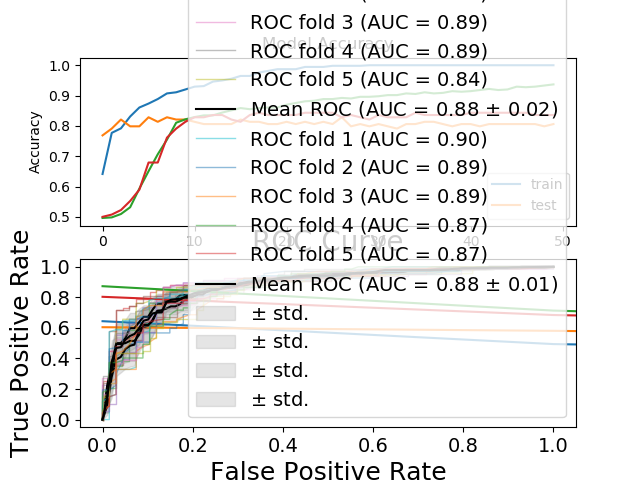 ROC fold 3 (AUC = 0.89)
Model Accuracy
ROC fold 4 (AUC = 0.89)
ROC fold 5 (AUC = 0.84)
Mean ROC (AUC = 0.88 ± 0.02)
ROC fold 1 (AUC = 0.90)
ROC fold 2 (AUC = 0.89)
ROC fold 3 (AUC = 0.89)
ROC fold 4 (AUC = 0.87)
ROC fold 5 (AUC = 0.87)
Mean ROC (AUC = 0.88 ± 0.01)
± std.
± std.
± std.
± std.
Accuracy
1.0
0.9
0.8
0.7
0.6
0.5
0
10
40
50
train
test
ROC Curve
True Positive Rate
1.0
0.8
0.6
0.4
0.2
0.0
0.0
0.2
0.4
0.6
0.8
1.0
False Positive Rate